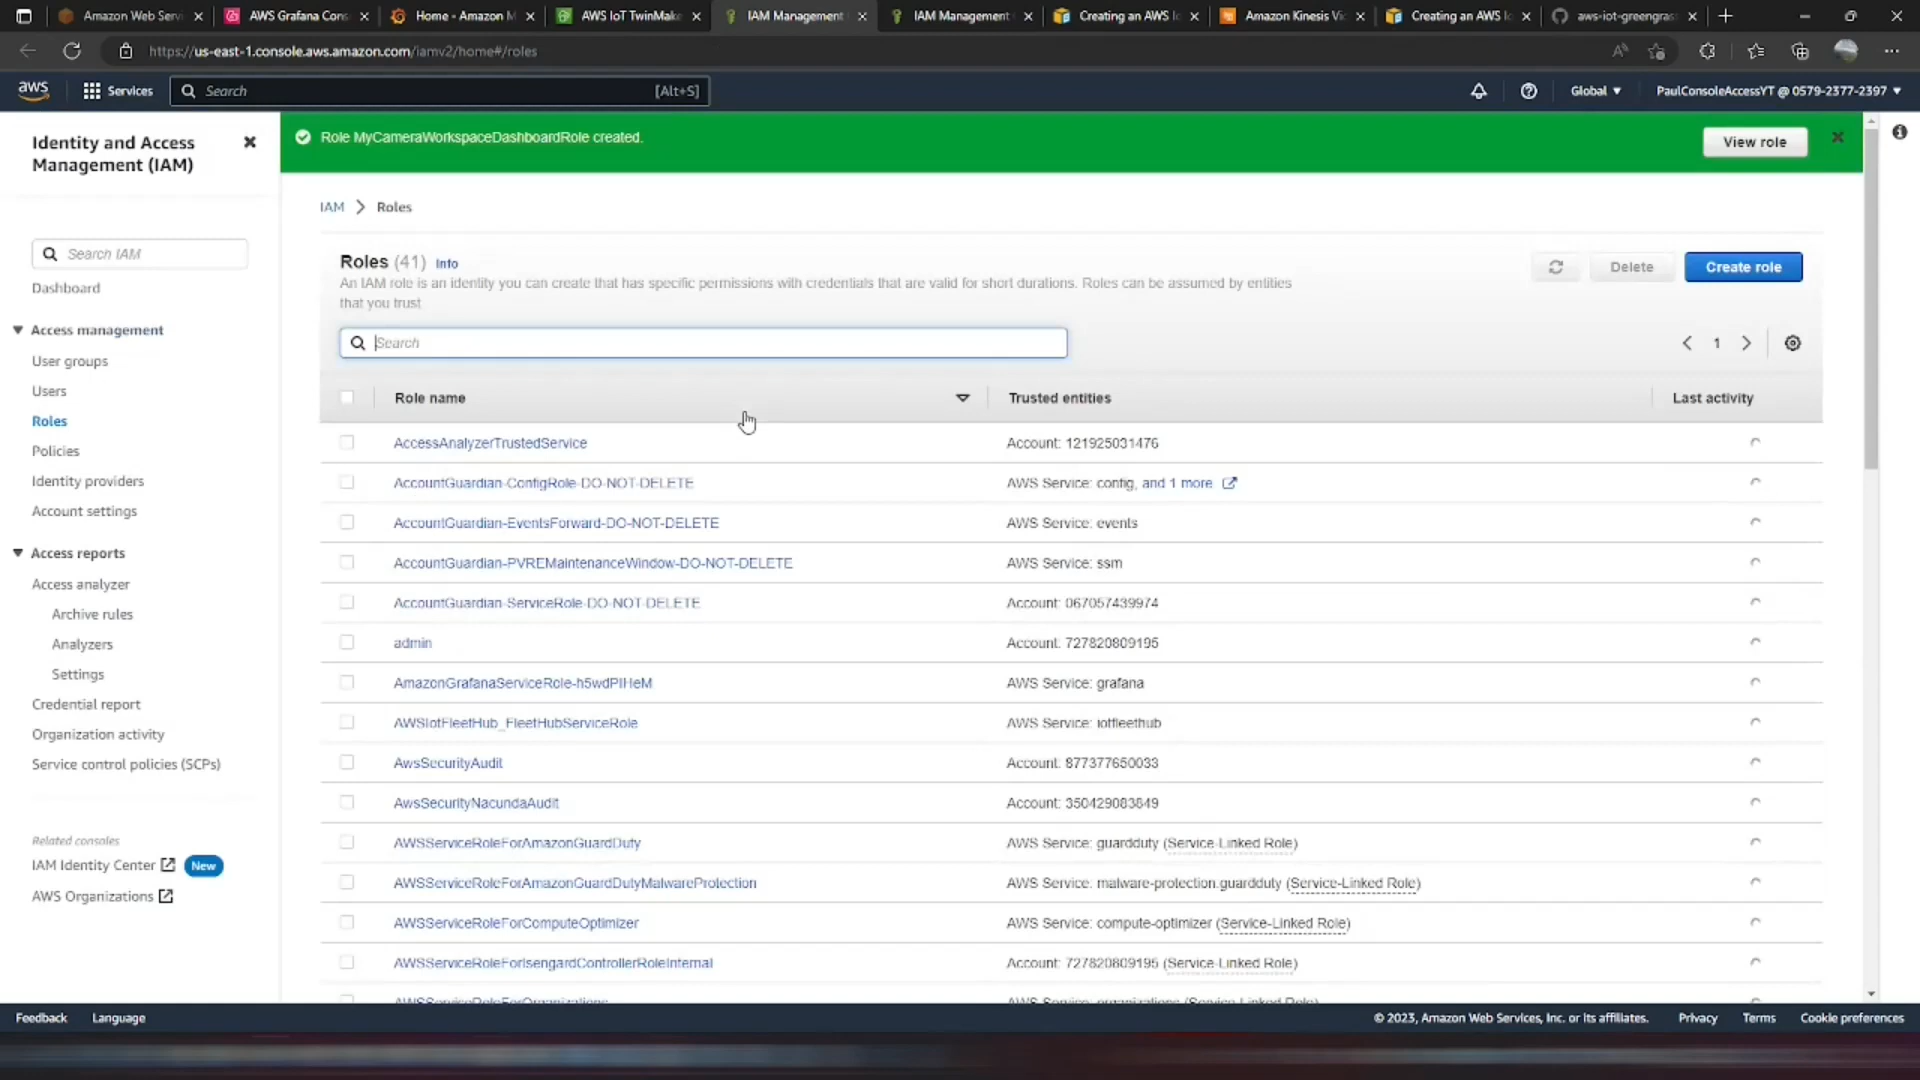 Amazon Web Servi
AWS Grafana Cons
Home - Amazon M
AWS IoT TwinMake
IAM Management
IAM Management
Creating an AWS Io
Amazon Kinesis Vi
Creating an AWS Io
aws-iot-greengras
https://us-east-1.console.aws.amazon.com/iamv2/home#/roles
aws
Services
Search
[Alt+S]
Global
PaulConsoleAccessYT @ 0579-2377-2397
Identity and Access
Management (IAM)
Search IAM
Dashboard
Access management
User groups
Users
Roles
Policies
Identity providers
Account settings
Access reports
Access analyzer
Archive rules
Analyzers
Settings
Credential report
Organization activity
Service control policies (SCPs)
Related consoles
IAM Identity Center New
AWS Organizations
Role MyCameraWorkspaceDashboardRole created.
View role
IAM > Roles
Roles (41) Info
An IAM role is an identity you can create that has specific permissions with credentials that are valid for short durations. Roles can be assumed by entities
that you trust
Delete
Create role
Search
1
Role name Trusted entities Last activity
AccessAnalyzerTrustedService Account: 121925031476
AccountGuardian-ConfigRole-DO-NOT-DELETE AWS Service: config, and 1 more
AccountGuardian-EventsForward-DO-NOT-DELETE AWS Service: events
AccountGuardian-PVREMaintenanceWindow-DO-NOT-DELETE AWS Service: ssm
AccountGuardian-ServiceRole-DO-NOT-DELETE Account: 067057439974
admin Account: 727820809195
AmazonGrafanaServiceRole-h5wdPIHeM AWS Service: grafana
AWSIotFleetHub_FleetHubServiceRole AWS Service: iotfleethub
AwsSecurityAudit Account: 877377650033
AwsSecurityNacundaAudit Account: 350429083849
AWSServiceRoleForAmazonGuardDuty AWS Service: guardduty (Service-Linked Role)
AWSServiceRoleForAmazonGuardDutyMalwareProtection AWS Service: malware-protection.guardduty (Service-Linked Role)
AWSServiceRoleForComputeOptimizer AWS Service: compute-optimizer (Service-Linked Role)
AWSServiceRoleForIsengardControllerRoleInternal Account: 727820809195 (Service-Linked Role)
AWSServiceRoleForOrganizations AWS Service: organizations (Service-Linked Role)
Feedback
Language
© 2023, Amazon Web Services, Inc. or its affiliates.
Privacy
Terms
Cookie preferences